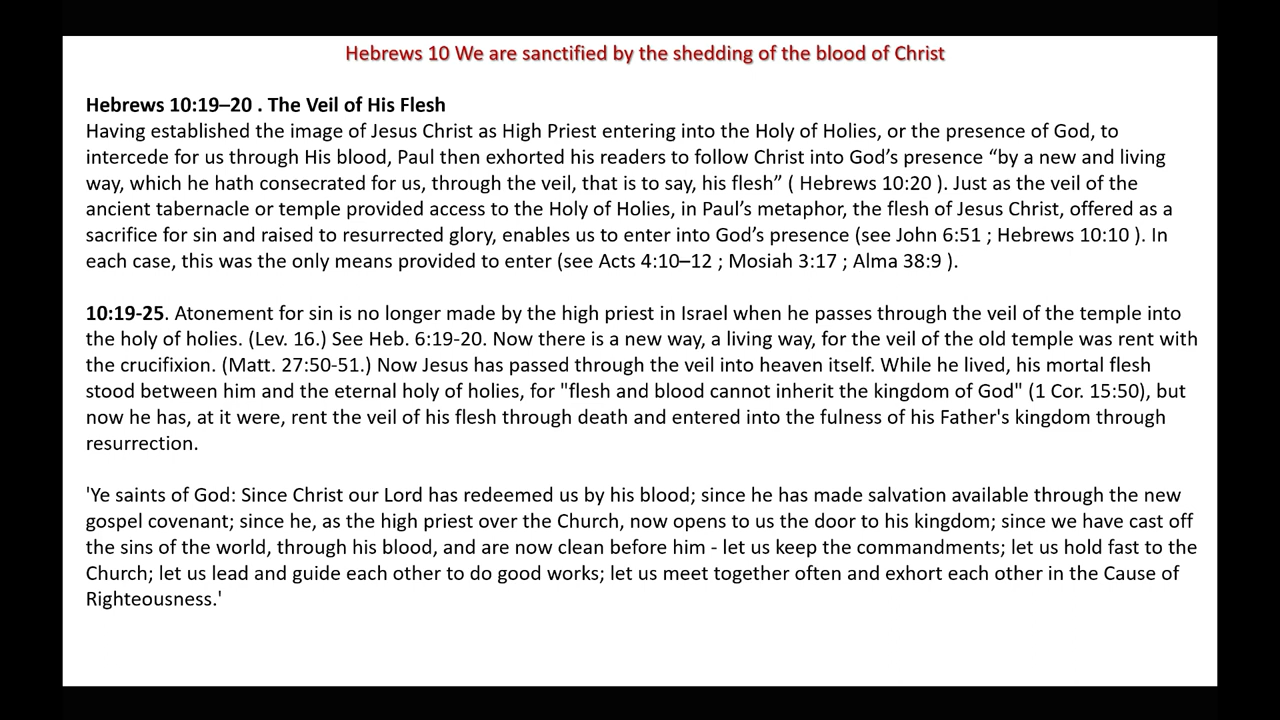 Hebrews 10 We are sanctified by the shedding of the blood of Christ
Hebrews 10:19–20 . The Veil of His Flesh
Having established the image of Jesus Christ as High Priest entering into the Holy of Holies, or the presence of God, to
intercede for us through His blood, Paul then exhorted his readers to follow Christ into God’s presence “by a new and living
way, which he hath consecrated for us, through the veil, that is to say, his flesh” ( Hebrews 10:20 ). Just as the veil of the
ancient tabernacle or temple provided access to the Holy of Holies, in Paul’s metaphor, the flesh of Jesus Christ, offered as a
sacrifice for sin and raised to resurrected glory, enables us to enter into God’s presence (see John 6:51 ; Hebrews 10:10 ). In
each case, this was the only means provided to enter (see Acts 4:10–12 ; Mosiah 3:17 ; Alma 38:9 ).
10:19-25. Atonement for sin is no longer made by the high priest in Israel when he passes through the veil of the temple into
the holy of holies. (Lev. 16.) See Heb. 6:19-20. Now there is a new way, a living way, for the veil of the old temple was rent with
the crucifixion. (Matt. 27:50-51.) Now Jesus has passed through the veil into heaven itself. While he lived, his mortal flesh
stood between him and the eternal holy of holies, for "flesh and blood cannot inherit the kingdom of God" (1 Cor. 15:50), but
now he has, at it were, rent the veil of his flesh through death and entered into the fulness of his Father's kingdom through
resurrection.
'Ye saints of God: Since Christ our Lord has redeemed us by his blood; since he has made salvation available through the new
gospel covenant; since he, as the high priest over the Church, now opens to us the door to his kingdom; since we have cast off
the sins of the world, through his blood, and are now clean before him - let us keep the commandments; let us hold fast to the
Church; let us lead and guide each other to do good works; let us meet together often and exhort each other in the Cause of
Righteousness.'